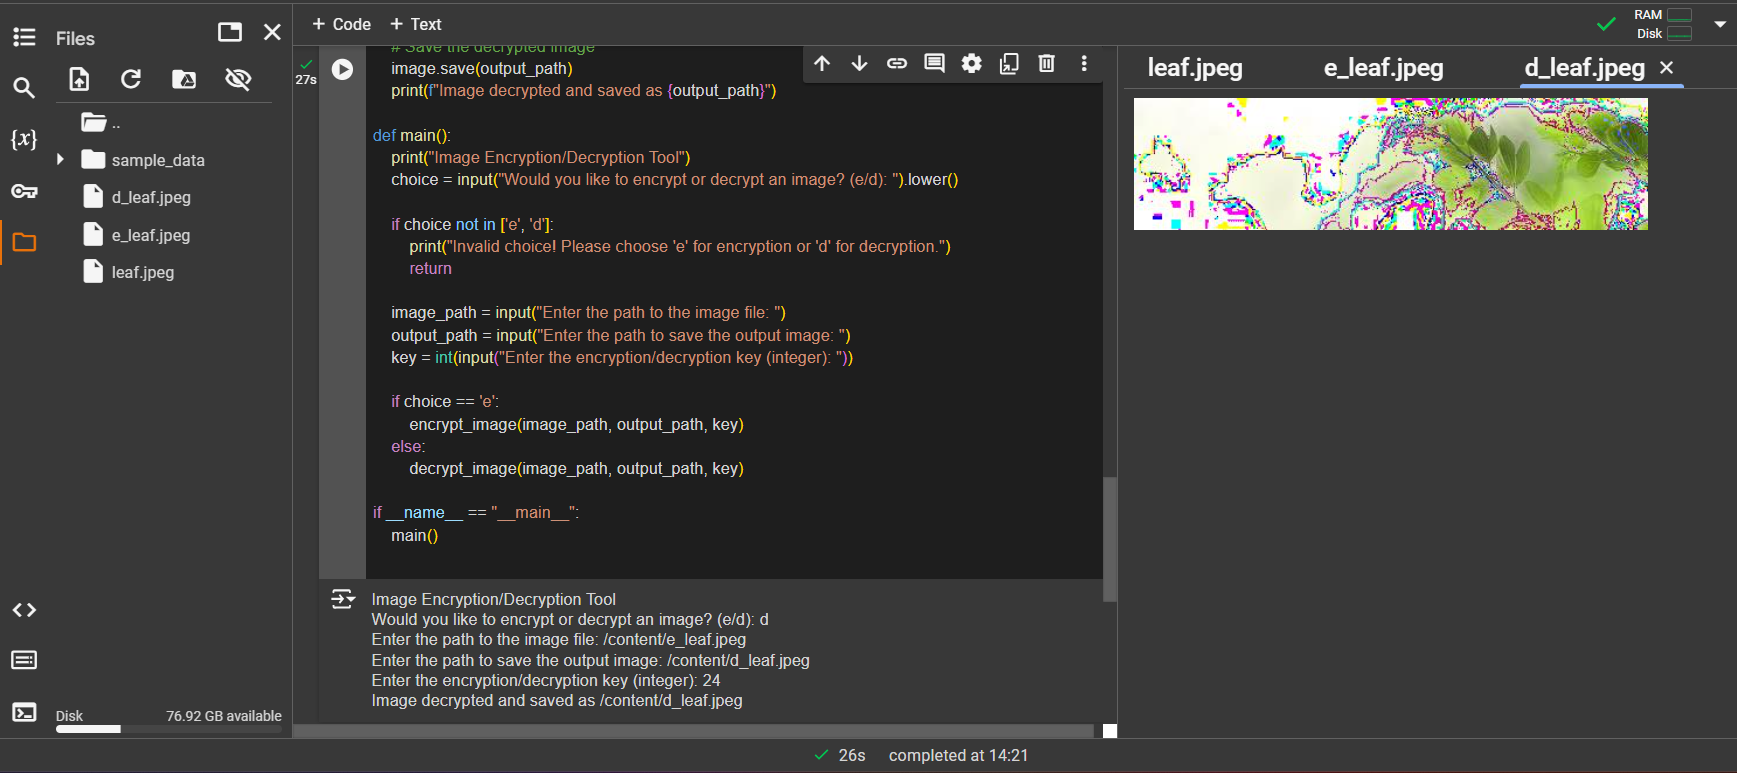 Files
..
sample_data
d_leaf.jpeg
e_leaf.jpeg
leaf.jpeg
{x}
Disk 76.92 GB available
+ Code + Text
RAM
Disk
27s
# Save the decrypted image
image.save(output_path)
print(f"Image decrypted and saved as {output_path}")
def main():
print("Image Encryption/Decryption Tool")
choice = input("Would you like to encrypt or decrypt an image? (e/d): ").lower()
if choice not in ['e', 'd']:
print("Invalid choice! Please choose 'e' for encryption or 'd' for decryption.")
return
image_path = input("Enter the path to the image file: ")
output_path = input("Enter the path to save the output image: ")
key = int(input("Enter the encryption/decryption key (integer): "))
if choice == 'e':
encrypt_image(image_path, output_path, key)
else:
decrypt_image(image_path, output_path, key)
if __name__ == "__main__":
main()
Image Encryption/Decryption Tool
Would you like to encrypt or decrypt an image? (e/d): d
Enter the path to the image file: /content/e_leaf.jpeg
Enter the path to save the output image: /content/d_leaf.jpeg
Enter the encryption/decryption key (integer): 24
Image decrypted and saved as /content/d_leaf.jpeg
leaf.jpeg e_leaf.jpeg d_leaf.jpeg
26s completed at 14:21